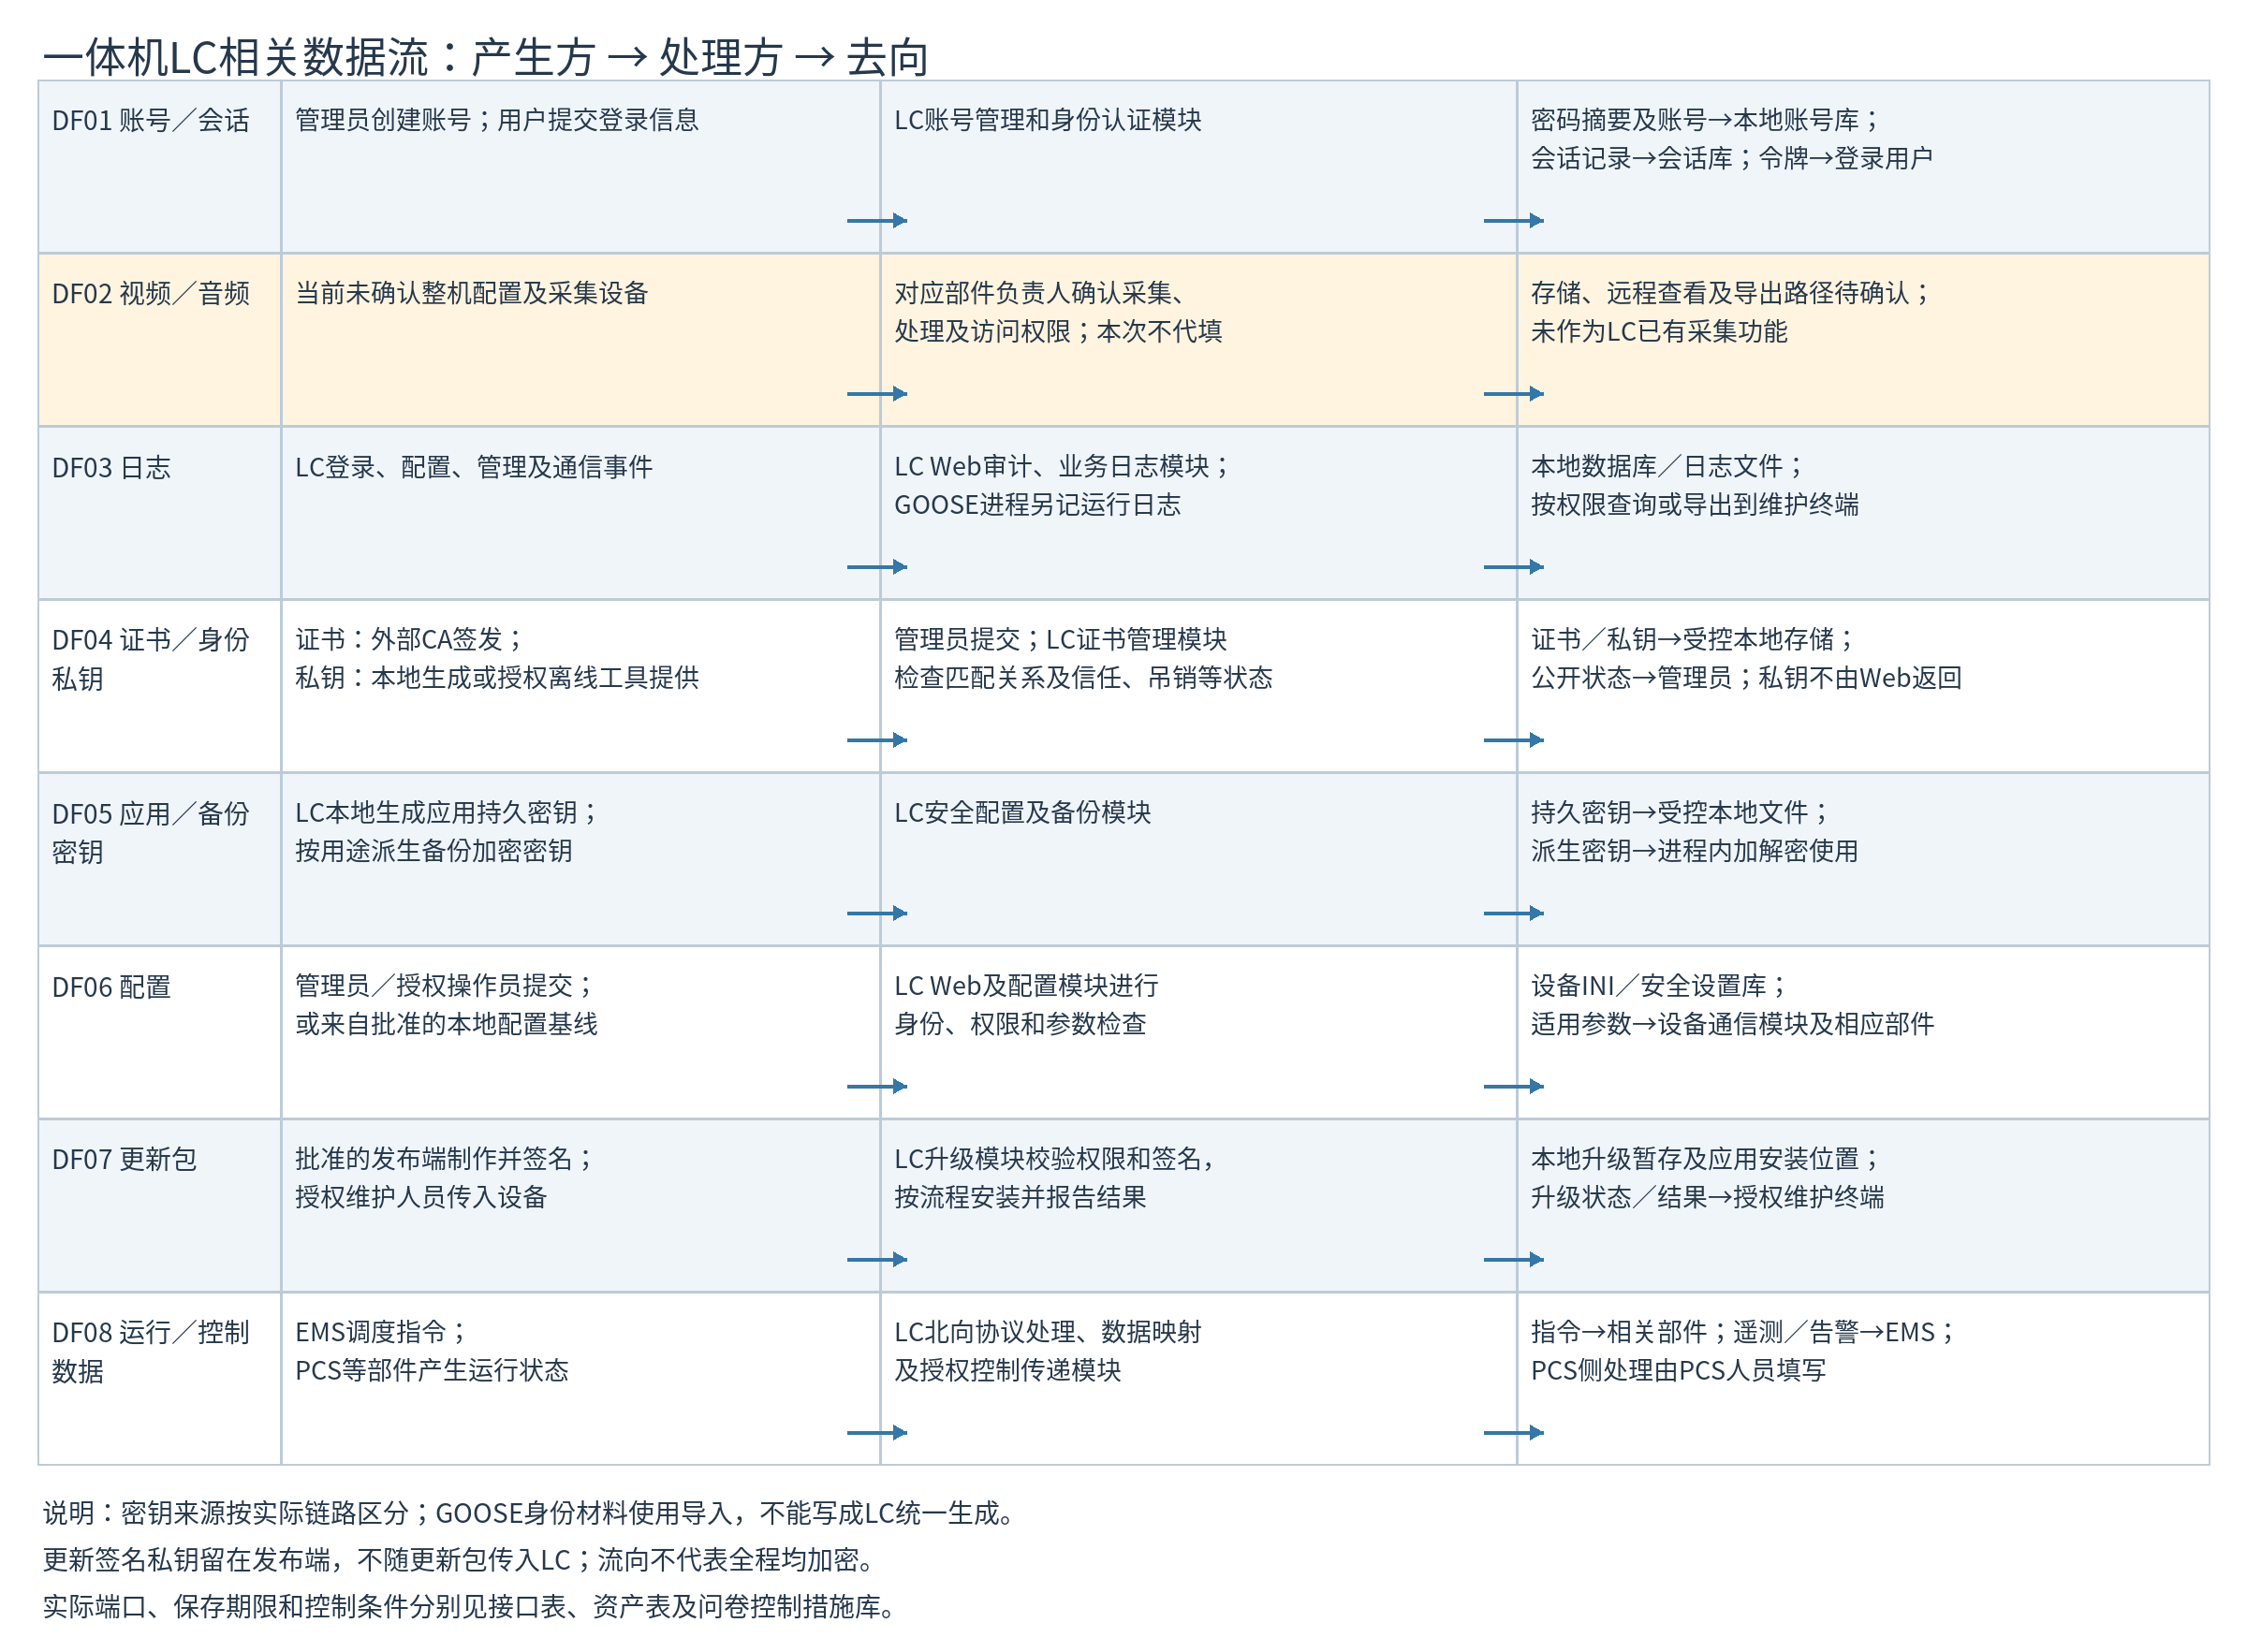 一体机LC相关数据流：产生方 → 处理方 → 去向
DF01 账号／会话
管理员创建账号；用户提交登录信息
LC账号管理和身份认证模块
密码摘要及账号→本地账号库；
会话记录→会话库；令牌→登录用户
DF02 视频／音频
当前未确认整机配置及采集设备
对应部件负责人确认采集、
处理及访问权限；本次不代填
存储、远程查看及导出路径待确认；
未作为LC已有采集功能
DF03 日志
LC登录、配置、管理及通信事件
LC Web审计、业务日志模块；
GOOSE进程另记运行日志
本地数据库／日志文件；
按权限查询或导出到维护终端
DF04 证书／身份
私钥
证书：外部CA签发；
私钥：本地生成或授权离线工具提供
管理员提交；LC证书管理模块
检查匹配关系及信任、吊销等状态
证书／私钥→受控本地存储；
公开状态→管理员；私钥不由Web返回
DF05 应用／备份
密钥
LC本地生成应用持久密钥；
按用途派生备份加密密钥
LC安全配置及备份模块
持久密钥→受控本地文件；
派生密钥→进程内加解密使用
DF06 配置
管理员／授权操作员提交；
或来自批准的本地配置基线
LC Web及配置模块进行
身份、权限和参数检查
设备INI／安全设置库；
适用参数→设备通信模块及相应部件
DF07 更新包
批准的发布端制作并签名；
授权维护人员传入设备
LC升级模块校验权限和签名，
按流程安装并报告结果
本地升级暂存及应用安装位置；
升级状态／结果→授权维护终端
DF08 运行／控制
数据
EMS调度指令；
PCS等部件产生运行状态
LC北向协议处理、数据映射
及授权控制传递模块
指令→相关部件；遥测／告警→EMS；
PCS侧处理由PCS人员填写
说明：密钥来源按实际链路区分；GOOSE身份材料使用导入，不能写成LC统一生成。
更新签名私钥留在发布端，不随更新包传入LC；流向不代表全程均加密。
实际端口、保存期限和控制条件分别见接口表、资产表及问卷控制措施库。